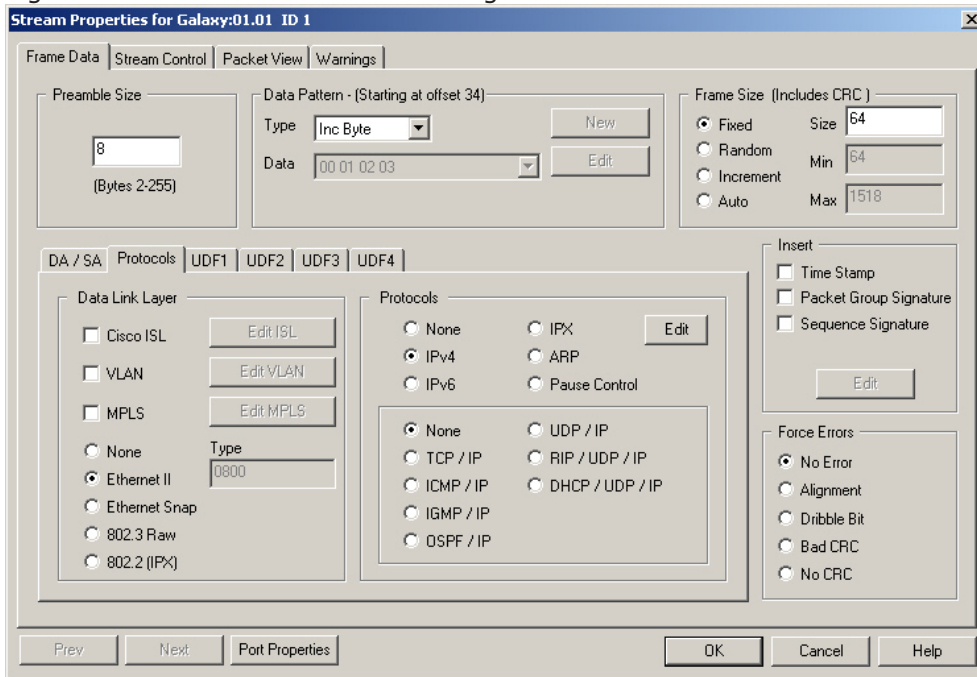 Stream Properties for Galaxy:01.01 ID 1
Frame Data Stream Control Packet View Warnings
Preamble Size
8
(Bytes 2-255)
Data Pattern - (Starting at offset 34)
Type Inc Byte New
Data 00 01 02 03 Edit
Frame Size (Includes CRC )
Fixed Size 64
Random Min 64
Increment
Auto Max 1518
DA / SA Protocols UDF1 UDF2 UDF3 UDF4
Data Link Layer
Cisco ISL Edit ISL
VLAN Edit VLAN
MPLS Edit MPLS
None Type
Ethernet II 0800
Ethernet Snap
802.3 Raw
802.2 (IPX)
Protocols
None IPX Edit
IPv4 ARP
IPv6 Pause Control
None UDP / IP
TCP / IP RIP / UDP / IP
ICMP / IP DHCP / UDP / IP
IGMP / IP
OSPF / IP
Insert
Time Stamp
Packet Group Signature
Sequence Signature
Edit
Force Errors
No Error
Alignment
Dribble Bit
Bad CRC
No CRC
Prev Next Port Properties OK Cancel Help